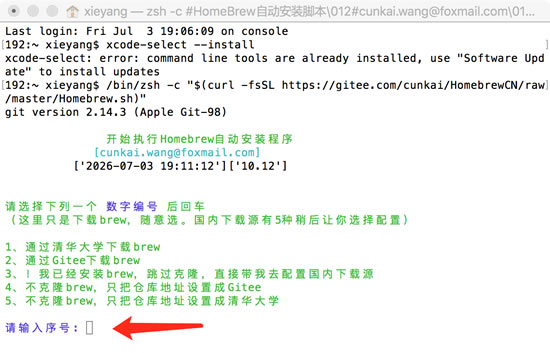 xieyang — zsh -c #HomeBrew自动安装脚本\012#cunkai.wang@foxmail.com\01...
Last login: Fri Jul  3 19:06:09 on console
[192:~ xieyang$ xcode-select --install
xcode-select: error: command line tools are already installed, use "Software Upd
ate" to install updates
[192:~ xieyang$ /bin/zsh -c "$(curl -fsSL https://gitee.com/cunkai/HomebrewCN/raw]
/master/Homebrew.sh)"
git version 2.14.3 (Apple Git-98)
开始执行Homebrew自动安装程序
[cunkai.wang@foxmail.com]
['2026-07-03 19:11:12']['10.12']
请选择下列一个 数字编号 后回车
（这里只是下载brew，随意选。国内下载源有5种稍后让你选择配置）
1、通过清华大学下载brew
2、通过Gitee下载brew
3、！我已经安装brew，跳过克隆，直接带我去配置国内下载源
4、不克隆brew，只把仓库地址设置成Gitee
5、不克隆brew，只把仓库地址设置成清华大学
请输入序号: